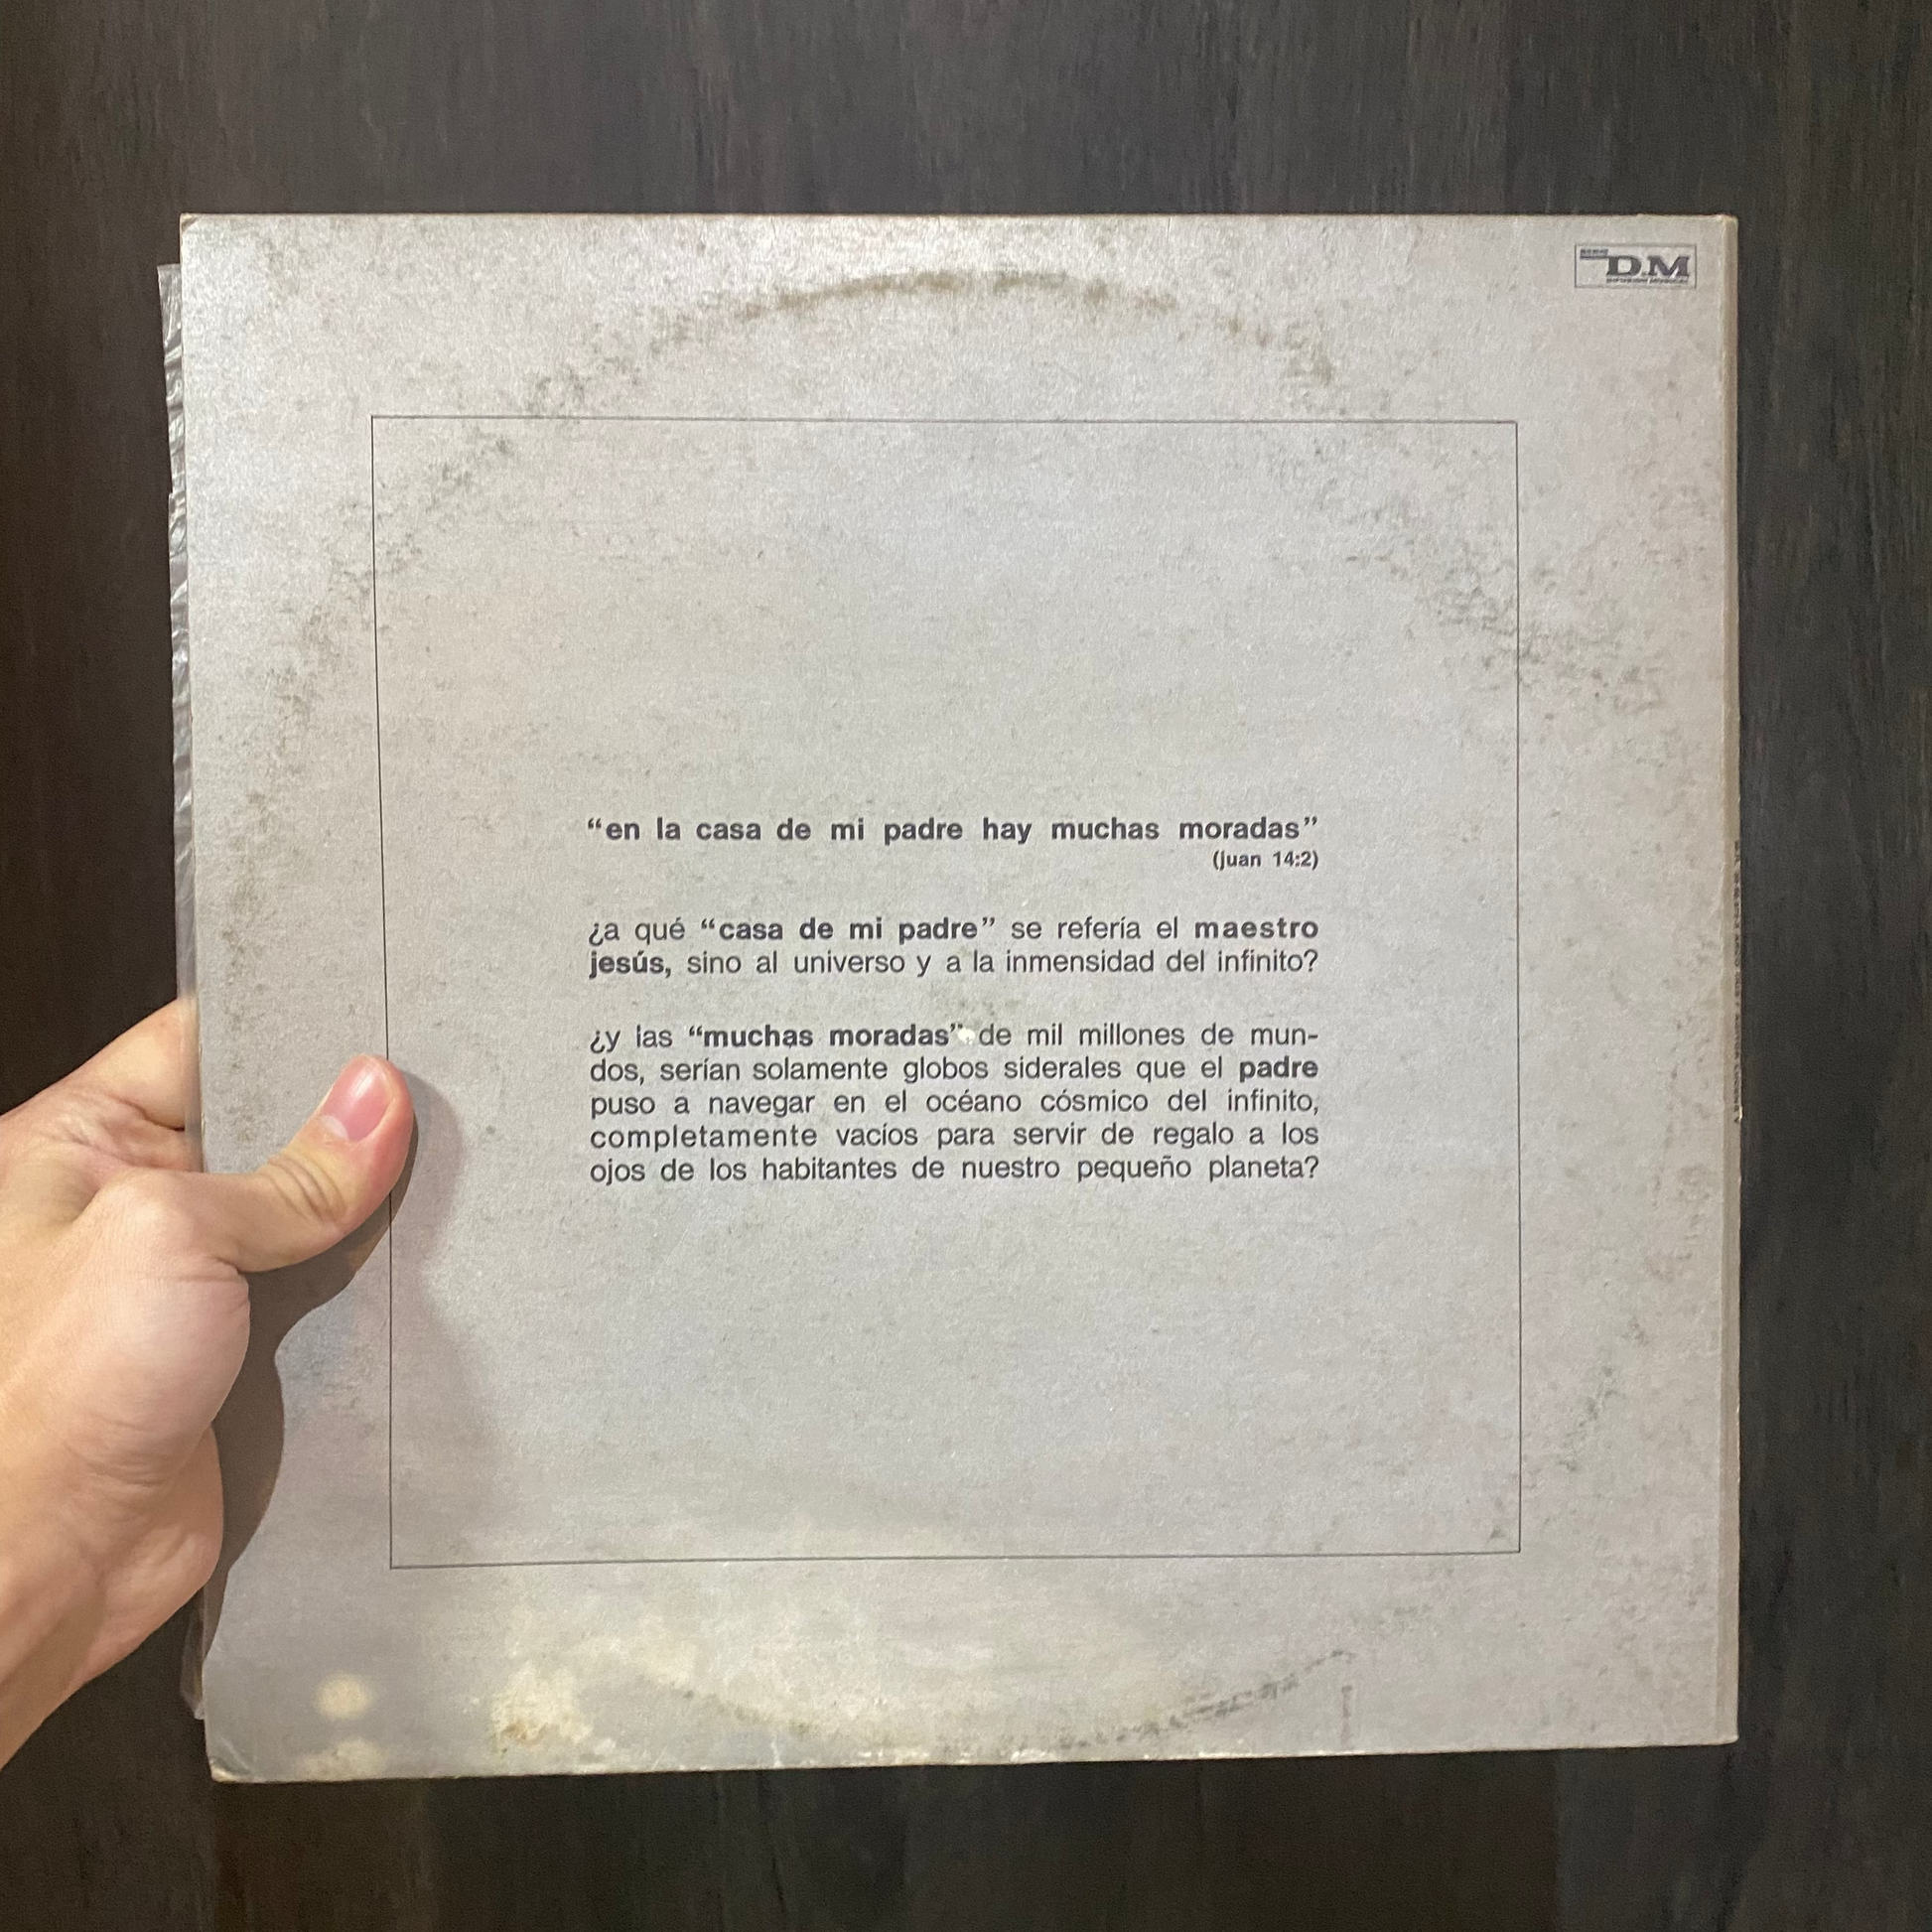 D.M
“en la casa de mi padre hay muchas moradas”
(juan 14:2)
¿a qué “casa de mi padre” se refería el maestro
jesús, sino al universo y a la inmensidad del infinito?
¿y las “muchas moradas” de mil millones de mun-
dos, serían solamente globos siderales que el padre
puso a navegar en el océano cósmico del infinito,
completamente vacíos para servir de regalo a los
ojos de los habitantes de nuestro pequeño planeta?